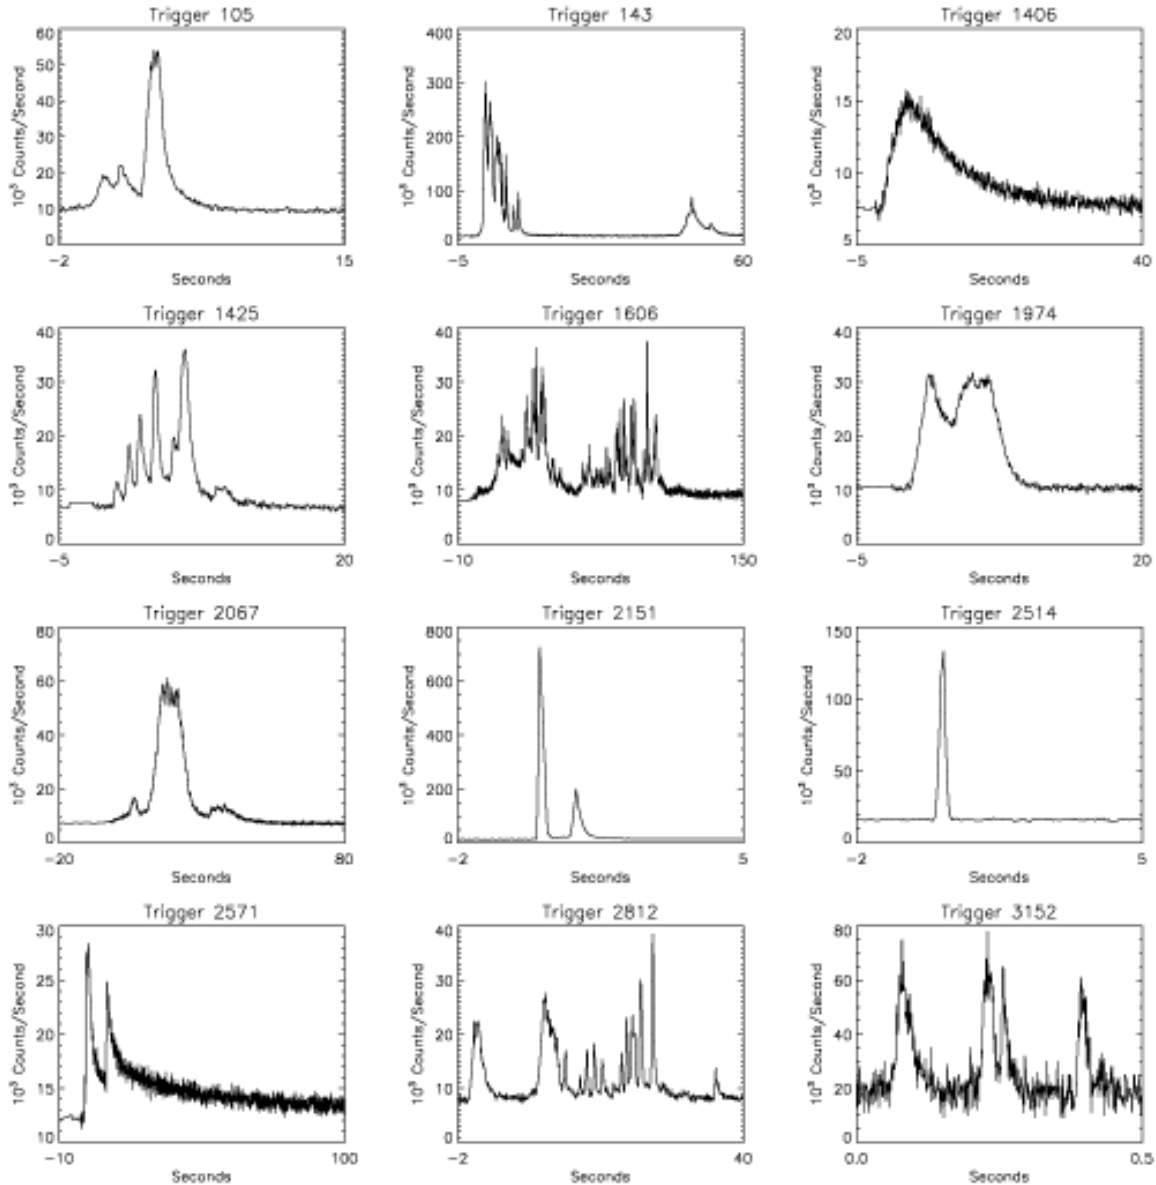 Trigger 105 Trigger 143 Trigger 1406
60 400 20
50
40 300 15
30 200
20 100 10
10
0 0 5
-2 15 -5 60 -5 40
10³ Counts/Second 10³ Counts/Second 10³ Counts/Second
Seconds Seconds Seconds
Trigger 1425 Trigger 1606 Trigger 1974
40 40 40
30 30 30
20 20 20
10 10 10
0 0 0
-5 20 -10 150 -5 20
10³ Counts/Second 10³ Counts/Second 10³ Counts/Second
Seconds Seconds Seconds
Trigger 2067 Trigger 2151 Trigger 2514
80 800 150
60 600 100
40 400
20 200 50
0 0 0
-20 80 -2 5 -2 5
10³ Counts/Second 10³ Counts/Second 10³ Counts/Second
Seconds Seconds Seconds
Trigger 2571 Trigger 2812 Trigger 3152
30 40 80
25 30 60
20 20 40
15 10 20
10 0 0
-10 100 -2 40 0.0 0.5
10³ Counts/Second 10³ Counts/Second 10³ Counts/Second
Seconds Seconds Seconds